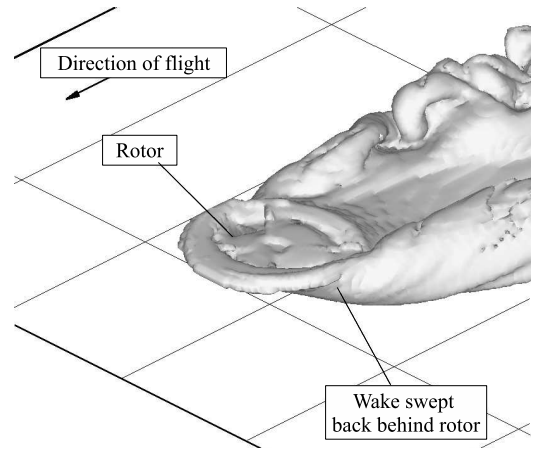 Direction of flight
Rotor
Wake swept
back behind rotor